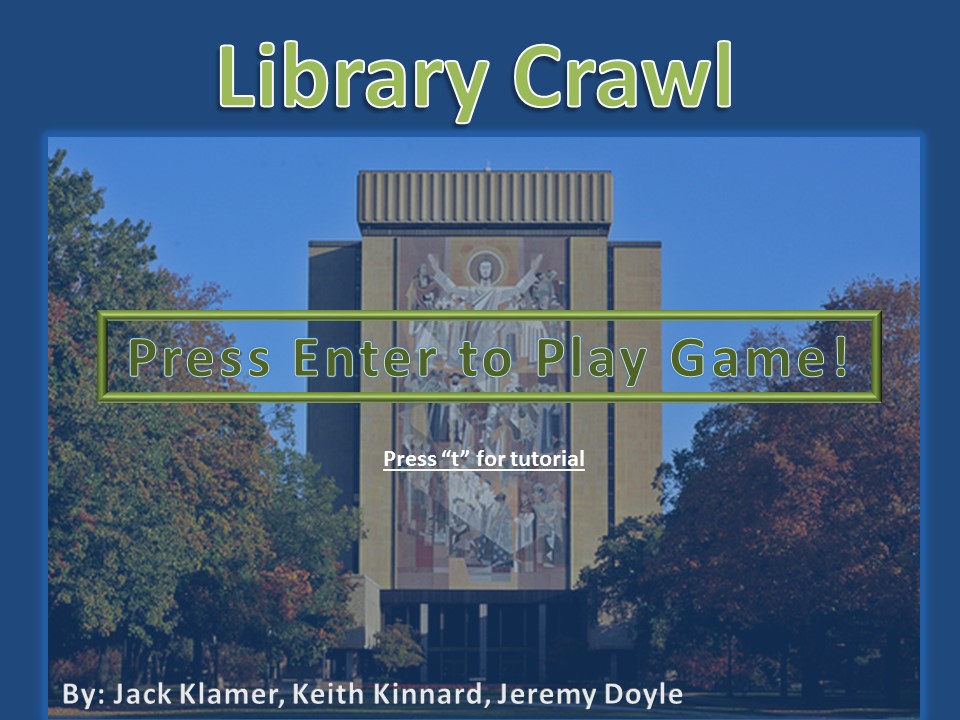 Library Crawl
Press Enter to Play Game!
Press “t” for tutorial
By: Jack Klamer, Keith Kinnard, Jeremy Doyle